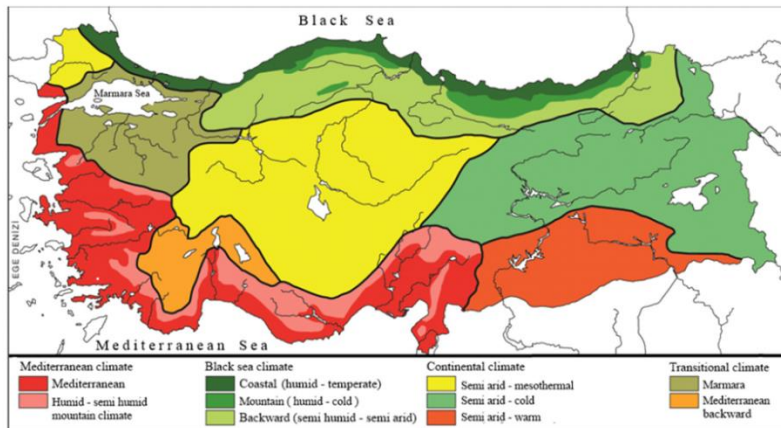 Black Sea
Marmara Sea
EGE DENIZI
Mediterranean Sea
Mediterranean climate
Mediterranean
Humid - semi humid
mountain climate
Black sea climate
Coastal (humid - temperate)
Mountain ( humid - cold )
Backward (semi humid - semi arid)
Continental climate
Semi arid - mesothermal
Semi arid - cold
Semi arid - warm
Transitional climate
Marmara
Mediterranean
backward